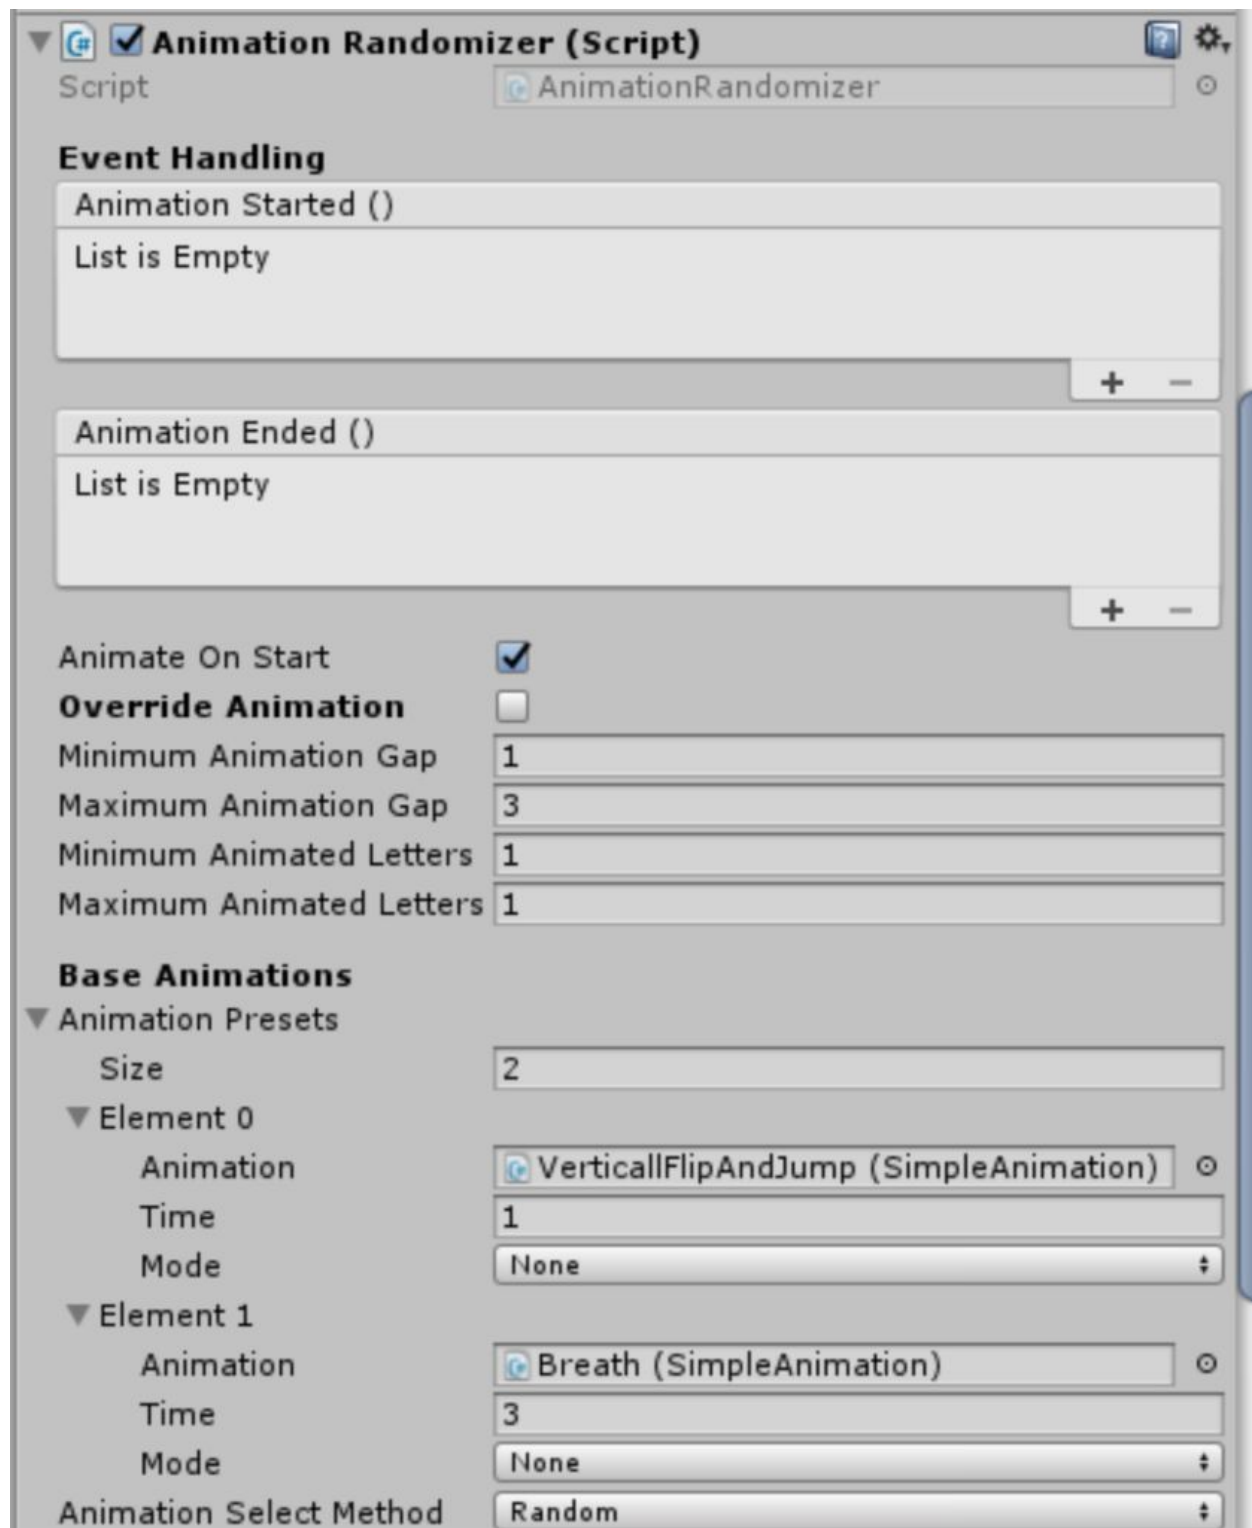 Animation Randomizer (Script)
Script AnimationRandomizer
Event Handling
Animation Started ()
List is Empty
+ −
Animation Ended ()
List is Empty
+ −
Animate On Start
Override Animation
Minimum Animation Gap 1
Maximum Animation Gap 3
Minimum Animated Letters 1
Maximum Animated Letters 1
Base Animations
Animation Presets
Size 2
Element 0
Animation VerticallFlipAndJump (SimpleAnimation)
Time 1
Mode None
Element 1
Animation Breath (SimpleAnimation)
Time 3
Mode None
Animation Select Method Random